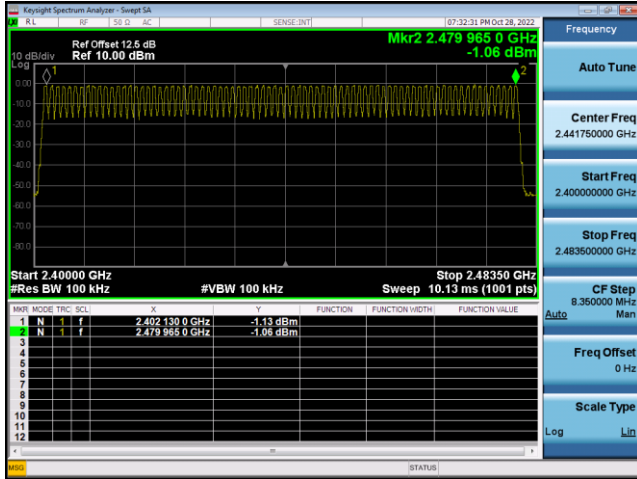 Keysight Spectrum Analyzer - Swept SA
RL RF 50 Ω AC SENSE:INT 07:32:31 PM Oct 28, 2022
Ref Offset 12.5 dB
10 dB/div Ref 10.00 dBm
Log
Mkr2 2.479 965 0 GHz
-1.06 dBm
1
2
0.00
-10.0
-20.0
-30.0
-40.0
-50.0
-60.0
-70.0
-80.0
Start 2.40000 GHz Stop 2.48350 GHz
#Res BW 100 kHz #VBW 100 kHz Sweep 10.13 ms (1001 pts)
MKR MODE TRC SCL X Y FUNCTION FUNCTION WIDTH FUNCTION VALUE
1 N 1 f 2.402 130 0 GHz -1.13 dBm
2 N 1 f 2.479 965 0 GHz -1.06 dBm
3
4
5
6
7
8
9
10
11
12
MSG STATUS
Frequency
Auto Tune
Center Freq
2.441750000 GHz
Start Freq
2.400000000 GHz
Stop Freq
2.483500000 GHz
CF Step
8.350000 MHz
Auto Man
Freq Offset
0 Hz
Scale Type
Log Lin